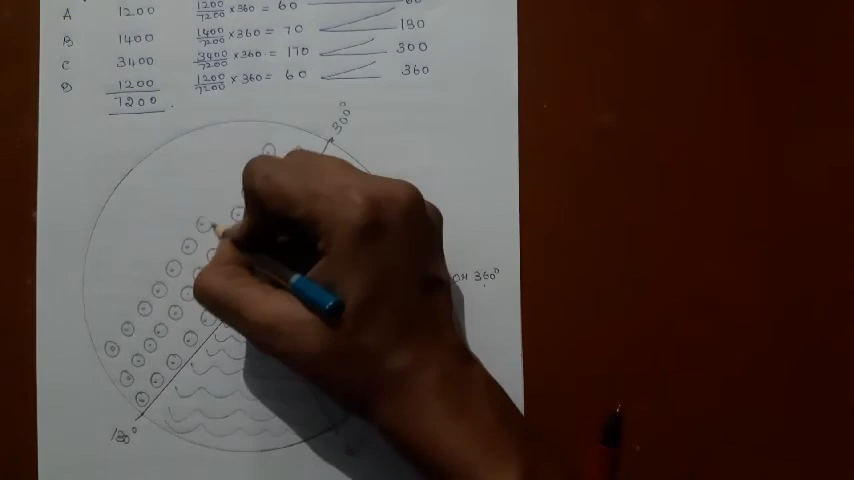 A 1200 1200/7200 × 360 = 60
B 1400 1400/7200 × 360 = 70 130
C 3400 3400/7200 × 360 = 170 300
D 1200 1200/7200 × 360 = 60 360
7200
300°
360°
130°